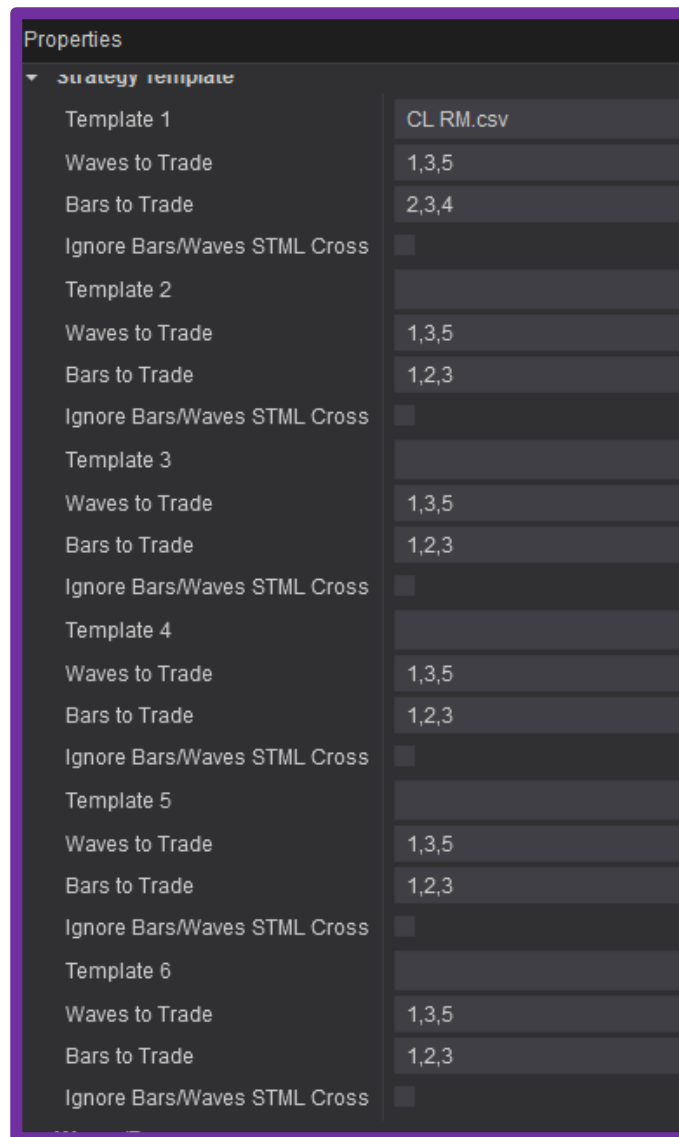 Properties
Strategy Template
Template 1 CL RM.csv
Waves to Trade 1,3,5
Bars to Trade 2,3,4
Ignore Bars/Waves STML Cross
Template 2
Waves to Trade 1,3,5
Bars to Trade 1,2,3
Ignore Bars/Waves STML Cross
Template 3
Waves to Trade 1,3,5
Bars to Trade 1,2,3
Ignore Bars/Waves STML Cross
Template 4
Waves to Trade 1,3,5
Bars to Trade 1,2,3
Ignore Bars/Waves STML Cross
Template 5
Waves to Trade 1,3,5
Bars to Trade 1,2,3
Ignore Bars/Waves STML Cross
Template 6
Waves to Trade 1,3,5
Bars to Trade 1,2,3
Ignore Bars/Waves STML Cross